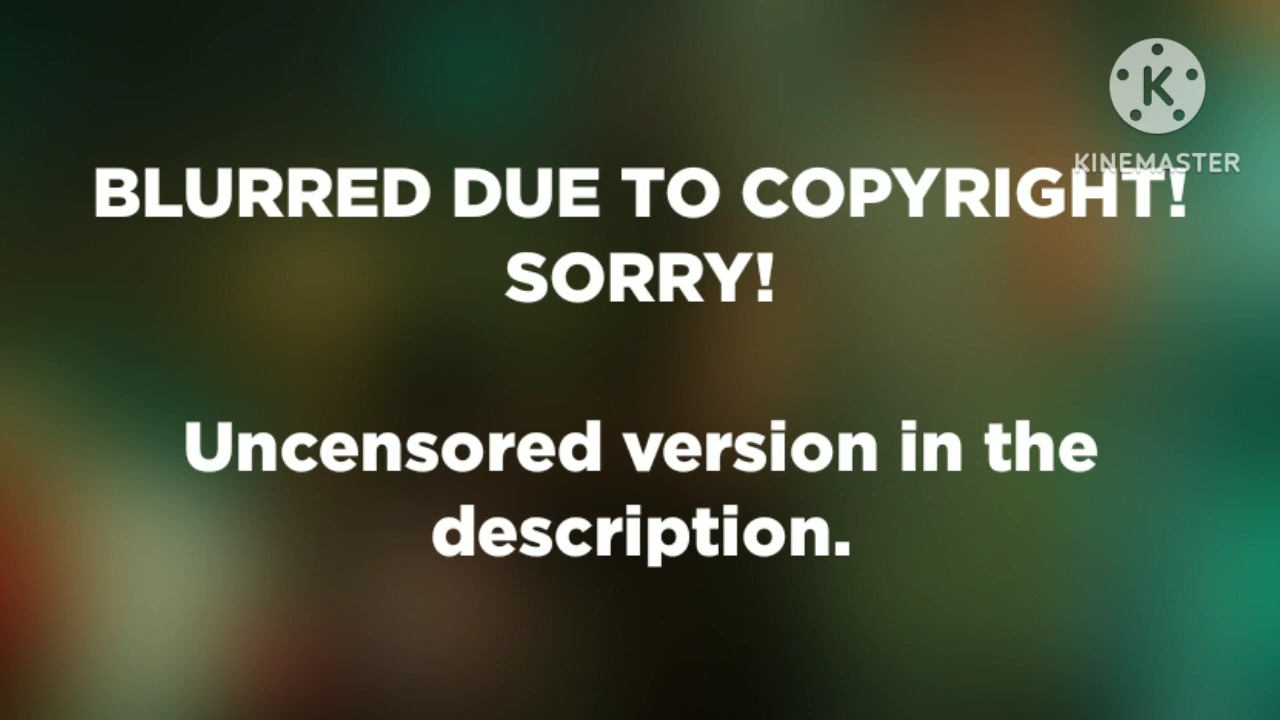 K
KINEMASTER
BLURRED DUE TO COPYRIGHT!
SORRY!
Uncensored version in the
description.